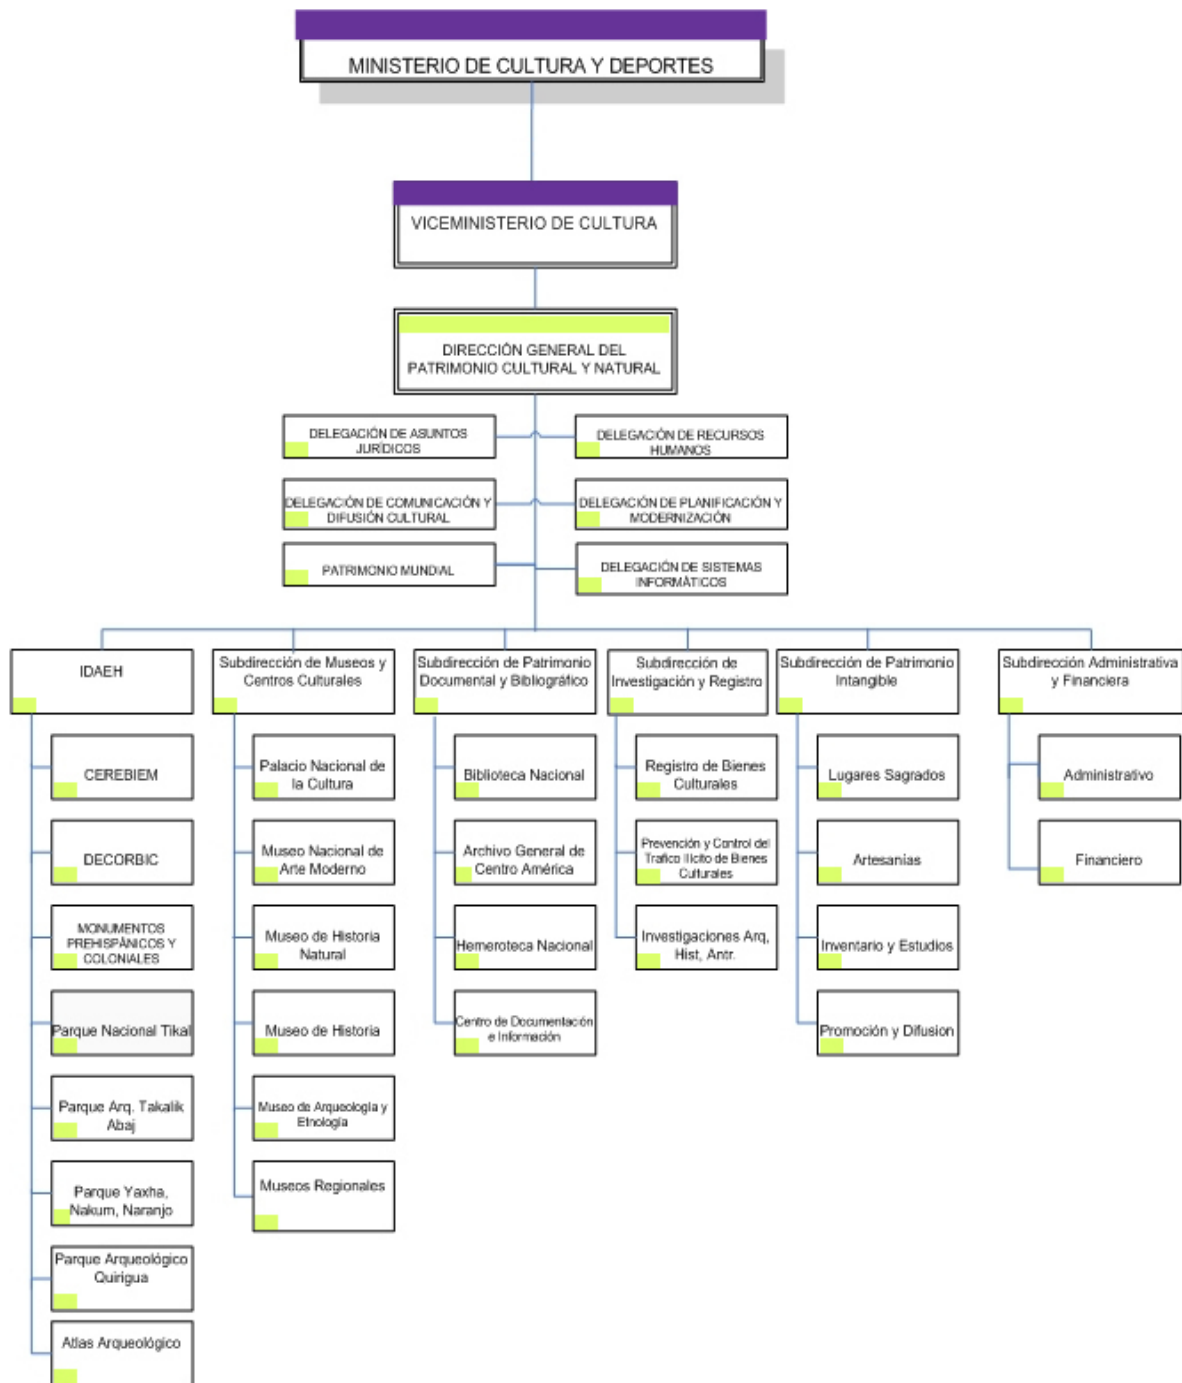 MINISTERIO DE CULTURA Y DEPORTES
VICEMINISTERIO DE CULTURA
DIRECCIÓN GENERAL DEL
PATRIMONIO CULTURAL Y NATURAL
DELEGACIÓN DE ASUNTOS
JURÍDICOS
DELEGACIÓN DE RECURSOS
HUMANOS
DELEGACIÓN DE COMUNICACIÓN Y
DIFUSIÓN CULTURAL
DELEGACIÓN DE PLANIFICACIÓN Y
MODERNIZACIÓN
PATRIMONIO MUNDIAL
DELEGACIÓN DE SISTEMAS
INFORMÁTICOS
IDAEH
CEREBIEM
DECORBIC
MONUMENTOS
PREHISPÁNICOS Y
COLONIALES
Parque Nacional Tikal
Parque Arq. Takalik
Abaj
Parque Yaxha,
Nakum, Naranjo
Parque Arqueológico
Quirigua
Atlas Arqueológico
Subdirección de Museos y
Centros Culturales
Palacio Nacional de
la Cultura
Museo Nacional de
Arte Moderno
Museo de Historia
Natural
Museo de Historia
Museo de Arqueología y
Etnología
Museos Regionales
Subdirección de Patrimonio
Documental y Bibliográfico
Biblioteca Nacional
Archivo General de
Centro América
Hemeroteca Nacional
Centro de Documentación
e Información
Subdirección de
Investigación y Registro
Registro de Bienes
Culturales
Prevención y Control del
Trafico Ilícito de Bienes
Culturales
Investigaciones Arq,
Hist, Antr.
Subdirección de Patrimonio
Intangible
Lugares Sagrados
Artesanías
Inventario y Estudios
Promoción y Difusion
Subdirección Administrativa
y Financiera
Administrativo
Financiero